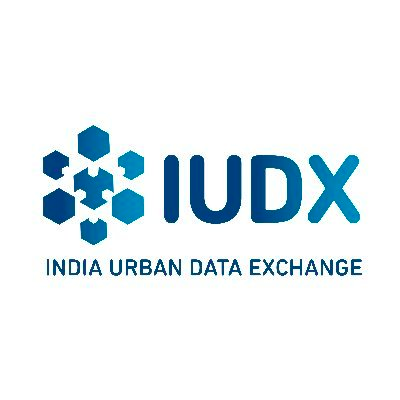 IUDX
INDIA URBAN DATA EXCHANGE